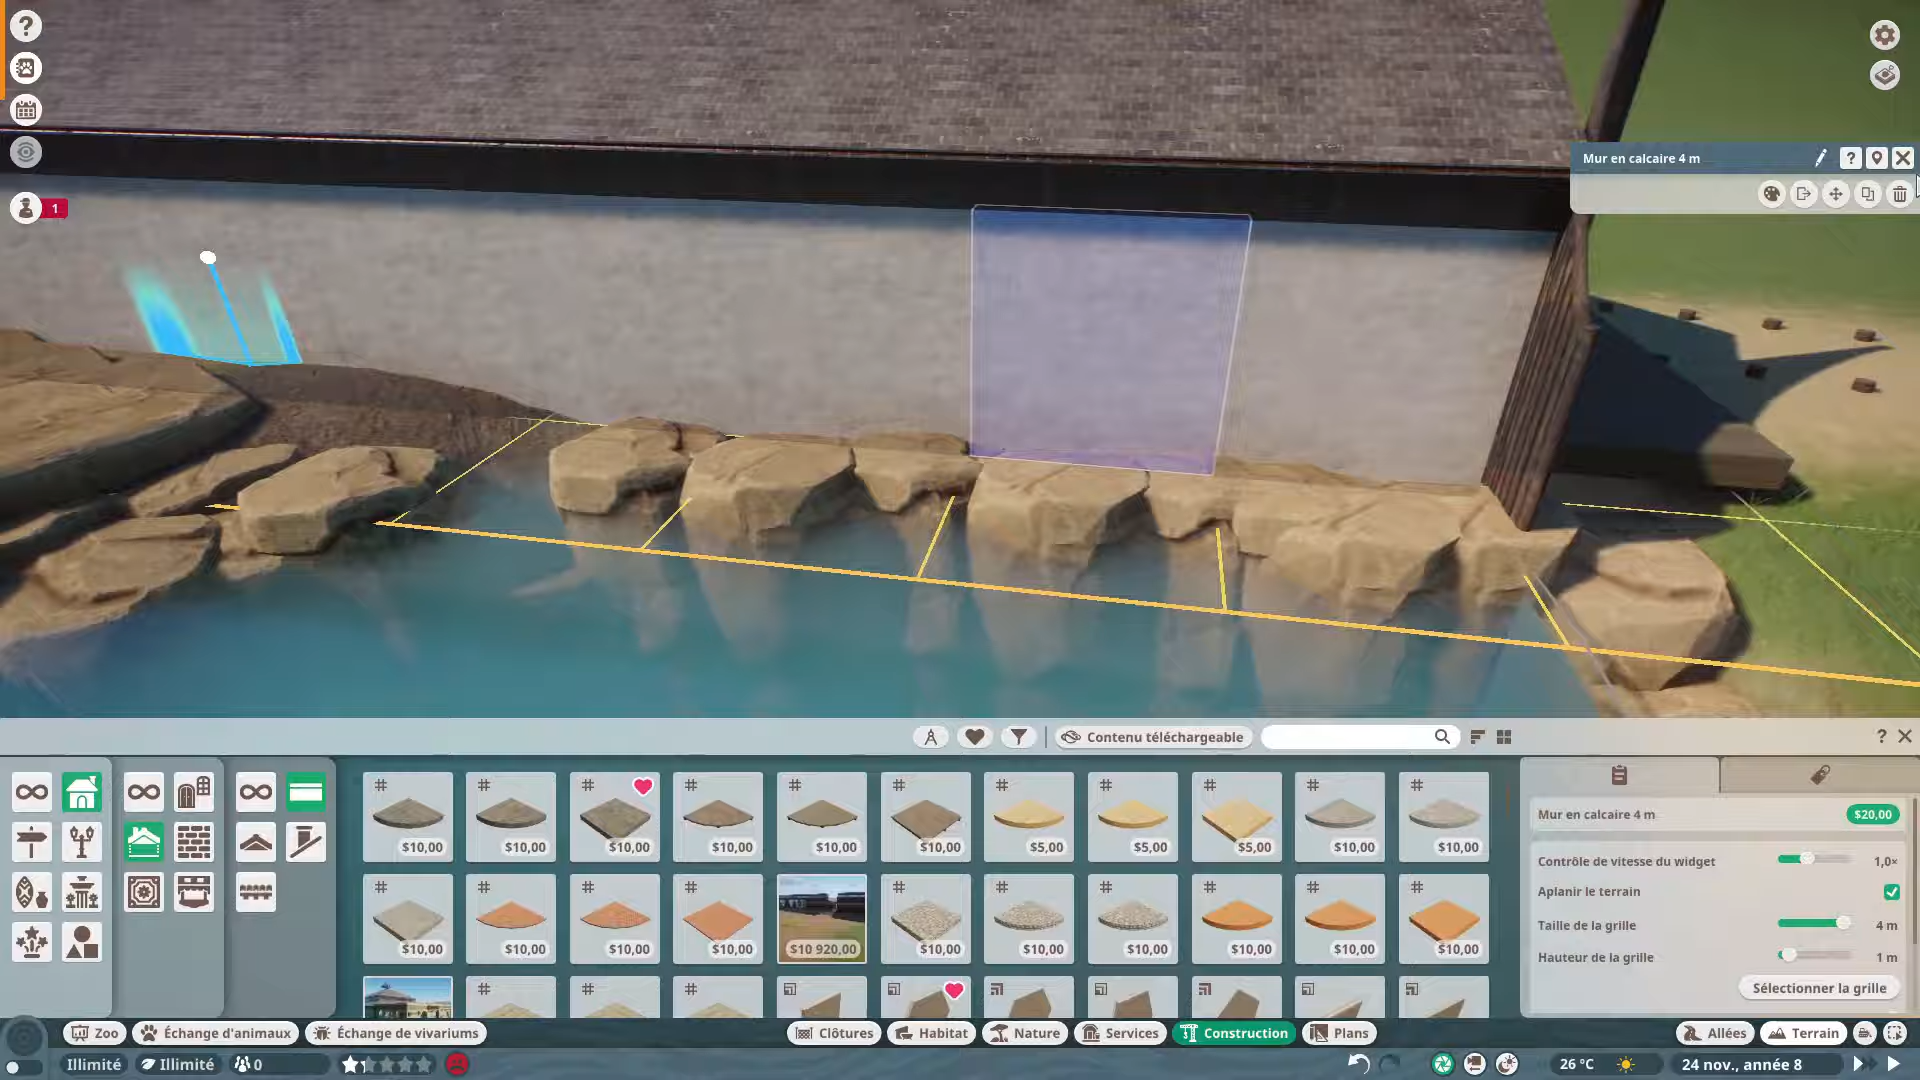 Mur en calcaire 4 m
1
Contenu téléchargeable
$10,00 $10,00 $10,00 $10,00 $10,00 $10,00 $5,00 $5,00 $5,00 $10,00 $10,00
$10,00 $10,00 $10,00 $10,00 $10 920,00 $10,00 $10,00 $10,00 $10,00 $10,00 $10,00
Mur en calcaire 4 m $20,00
Contrôle de vitesse du widget 1,0×
Aplanir le terrain
Taille de la grille 4 m
Hauteur de la grille 1 m
Sélectionner la grille
Zoo Échange d'animaux Échange de vivariums Clôtures Habitat Nature Services Construction Plans Allées Terrain
Illimité Illimité 0 26 °C 24 nov., année 8